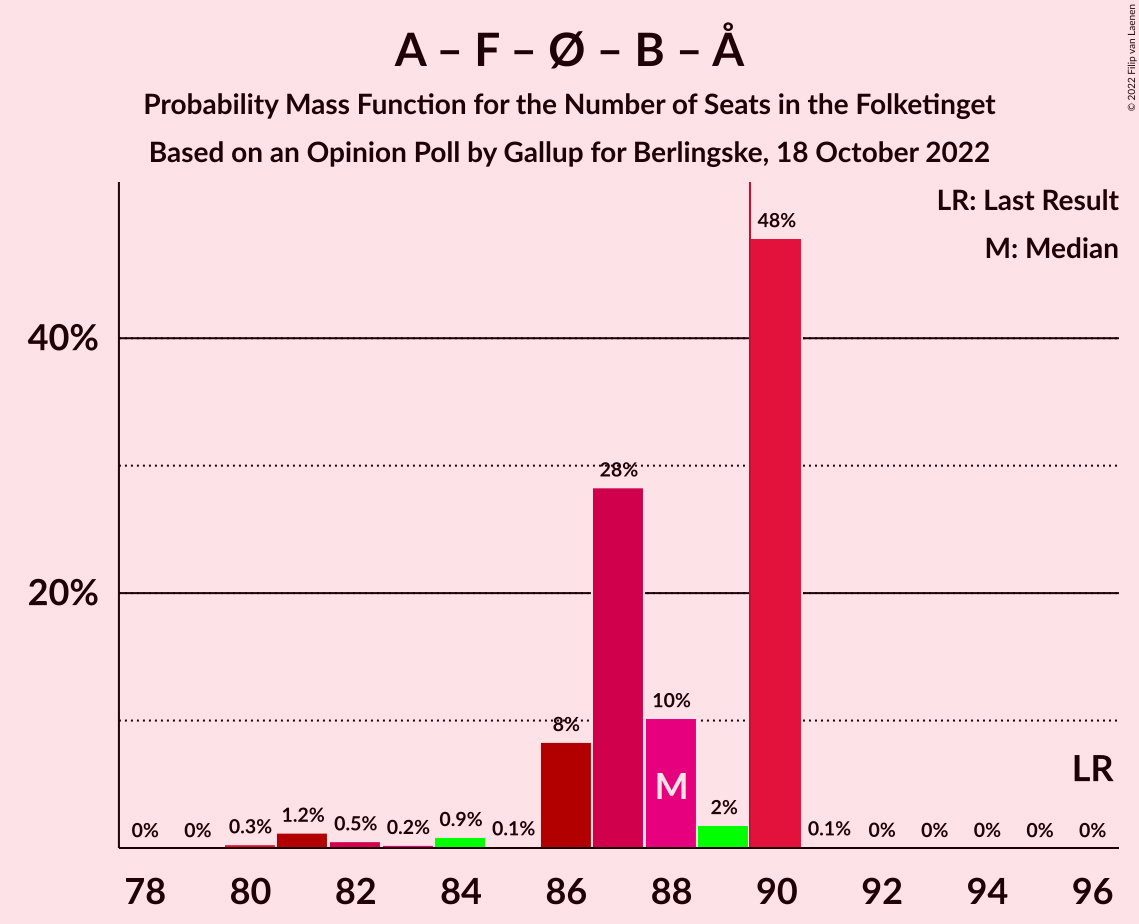 A – F – Ø – B – Å
Probability Mass Function for the Number of Seats in the Folketinget
Based on an Opinion Poll by Gallup for Berlingske, 18 October 2022
© 2022 Filip van Laenen
LR: Last Result
M: Median
40%
20%
0%
0%
0.3%
1.2%
0.5%
0.2%
0.9%
0.1%
8%
28%
10%
2%
48%
0.1%
0%
0%
0%
0%
0%
M
LR
78 80 82 84 86 88 90 92 94 96